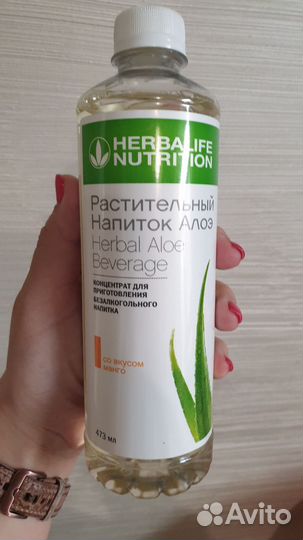 HERBALIFE
NUTRITION
Растительный
Напиток Алоэ
Herbal Aloe
Beverage
КОНЦЕНТРАТ ДЛЯ
ПРИГОТОВЛЕНИЯ
БЕЗАЛКОГОЛЬНОГО
НАПИТКА
со вкусом
манго
473 мл
Avito